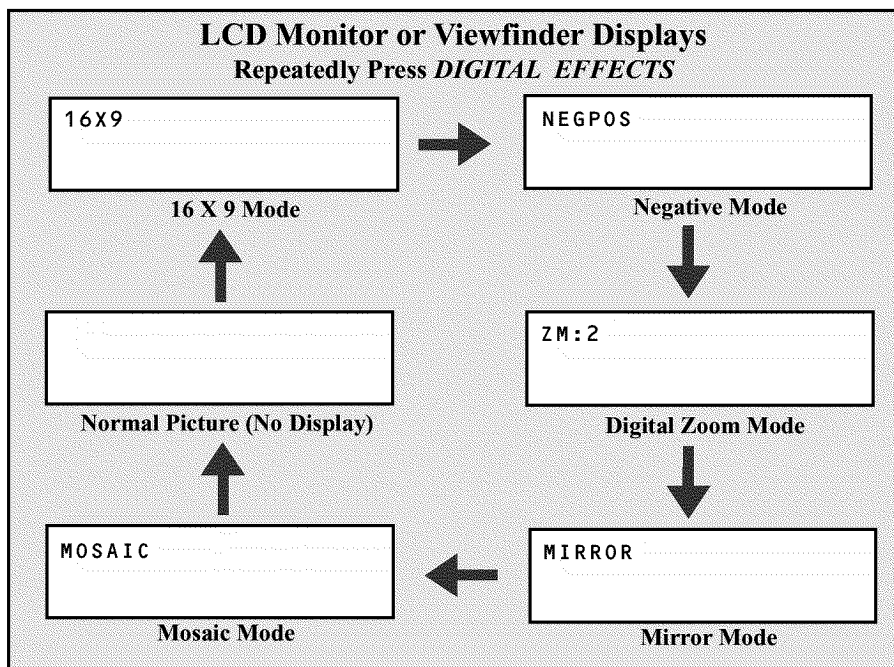 LCD Monitor or Viewfinder Displays
Repeatedly Press DIGITAL EFFECTS
16X9
16 X 9 Mode
NEGPOS
Negative Mode
Normal Picture (No Display)
ZM:2
Digital Zoom Mode
MOSAIC
Mosaic Mode
MIRROR
Mirror Mode